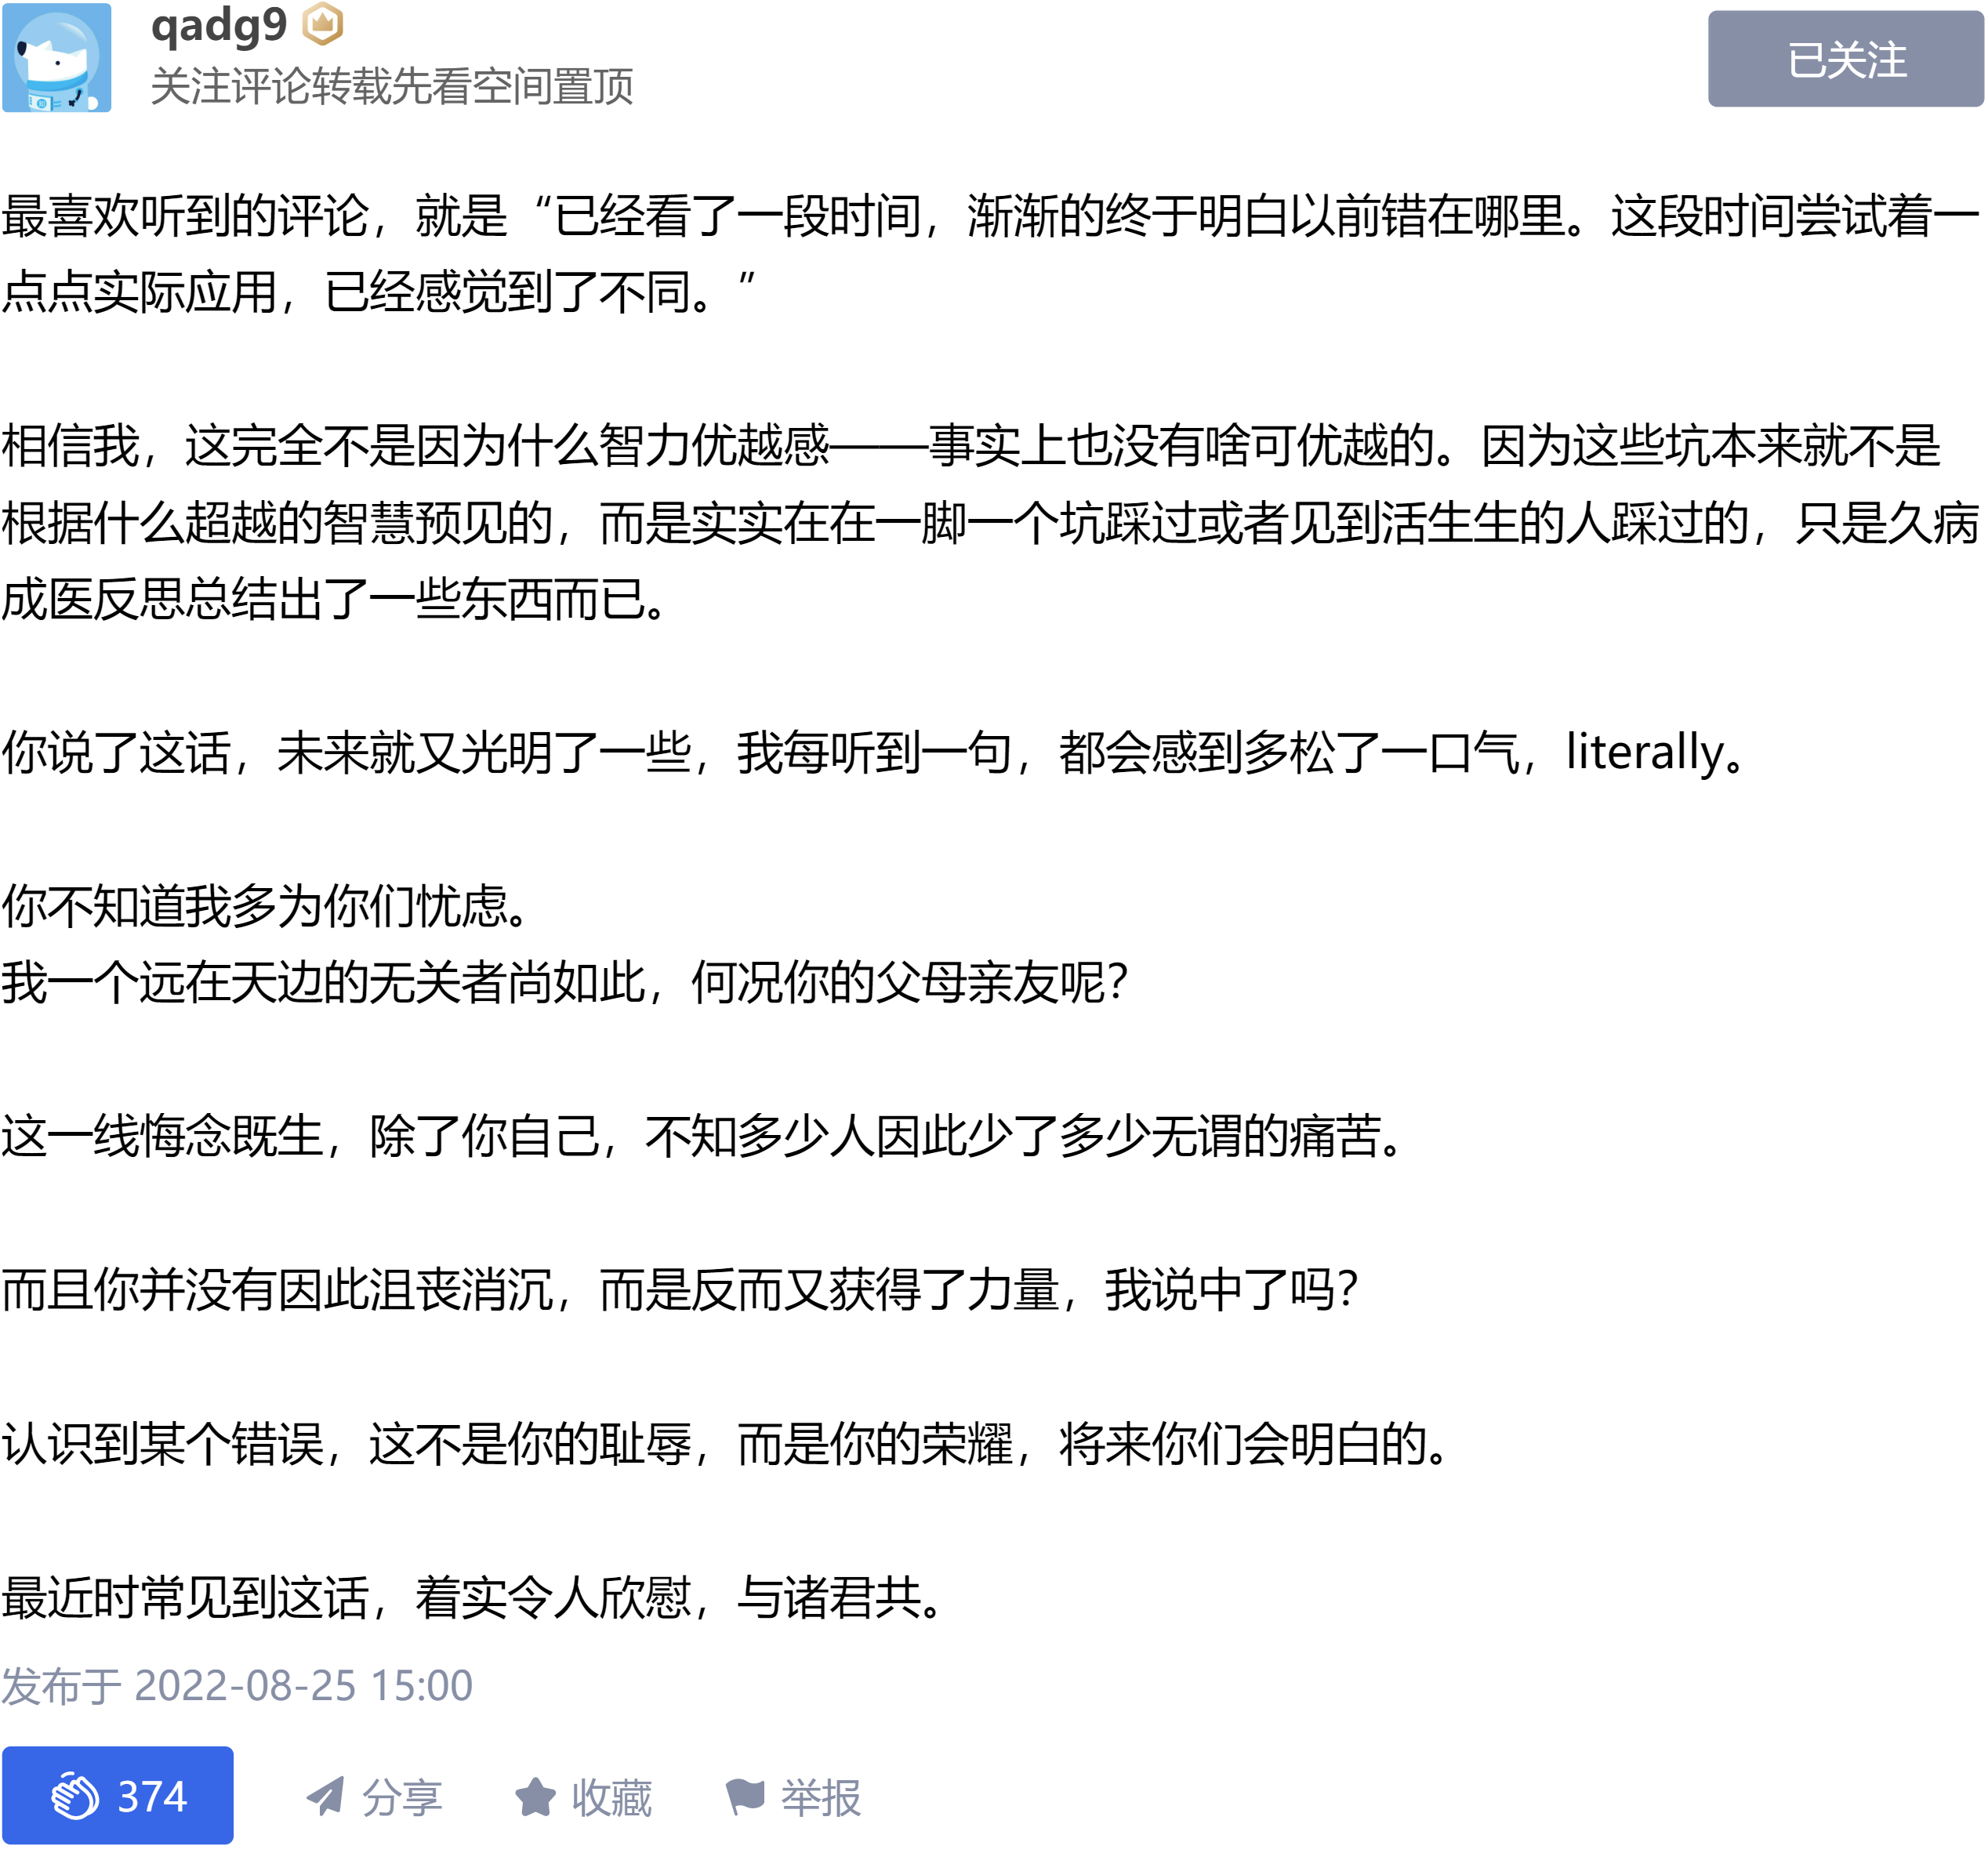 qadg9
关注评论转载先看空间置顶
已关注
最喜欢听到的评论，就是“已经看了一段时间，渐渐的终于明白以前错在哪里。这段时间尝试着一
点点实际应用，已经感觉到了不同。”
相信我，这完全不是因为什么智力优越感——事实上也没有啥可优越的。因为这些坑本来就不是
根据什么超越的智慧预见的，而是实实在在一脚一个坑踩过或者见到活生生的人踩过的，只是久病
成医反思总结出了一些东西而已。
你说了这话，未来就又光明了一些，我每听到一句，都会感到多松了一口气，literally。
你不知道我多为你们忧虑。
我一个远在天边的无关者尚如此，何况你的父母亲友呢？
这一线悔念既生，除了你自己，不知多少人因此少了多少无谓的痛苦。
而且你并没有因此沮丧消沉，而是反而又获得了力量，我说中了吗？
认识到某个错误，这不是你的耻辱，而是你的荣耀，将来你们会明白的。
最近时常见到这话，着实令人欣慰，与诸君共。
发布于 2022-08-25 15:00
374 分享 收藏 举报